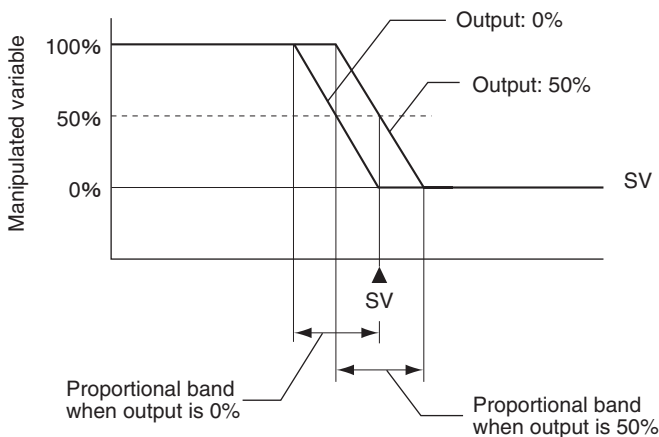 Output: 0%
Manipulated variable
100%
Output: 50%
50%
0%
SV
SV
Proportional band
when output is 0%
Proportional band
when output is 50%